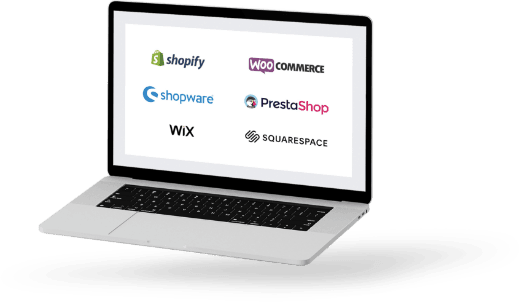 shopify
WOO COMMERCE
shopware
PrestaShop
WiX
SQUARESPACE